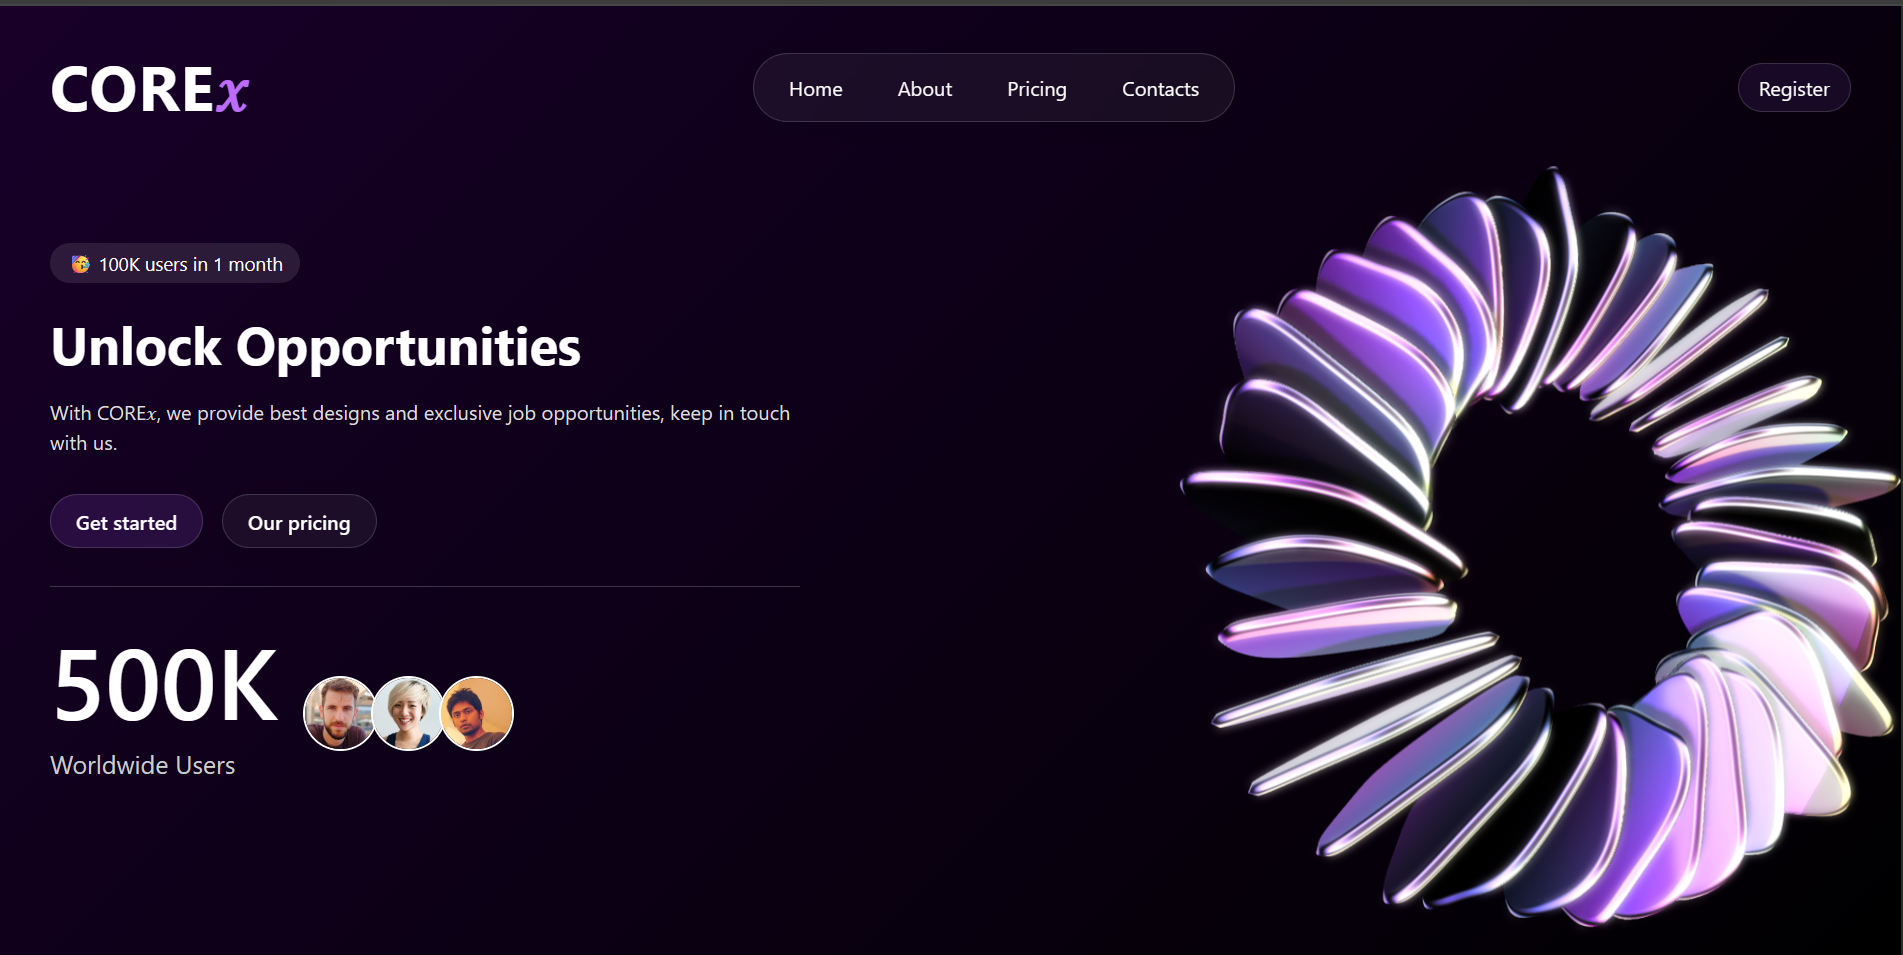 CORE𝑥
Home
About
Pricing
Contacts
Register
🥳 100K users in 1 month
Unlock Opportunities
With CORE𝑥, we provide best designs and exclusive job opportunities, keep in touch
with us.
Get started
Our pricing
500K
Worldwide Users